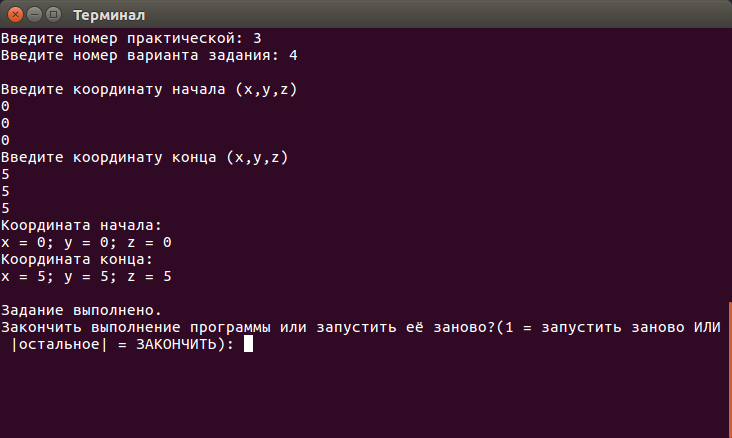 Терминал
Введите номер практической: 3
Введите номер варианта задания: 4
Введите координату начала (x,y,z)
0
0
0
Введите координату конца (x,y,z)
5
5
5
Координата начала:
x = 0; y = 0; z = 0
Координата конца:
x = 5; y = 5; z = 5
Задание выполнено.
Закончить выполнение программы или запустить её заново?(1 = запустить заново ИЛИ
|остальное| = ЗАКОНЧИТЬ):